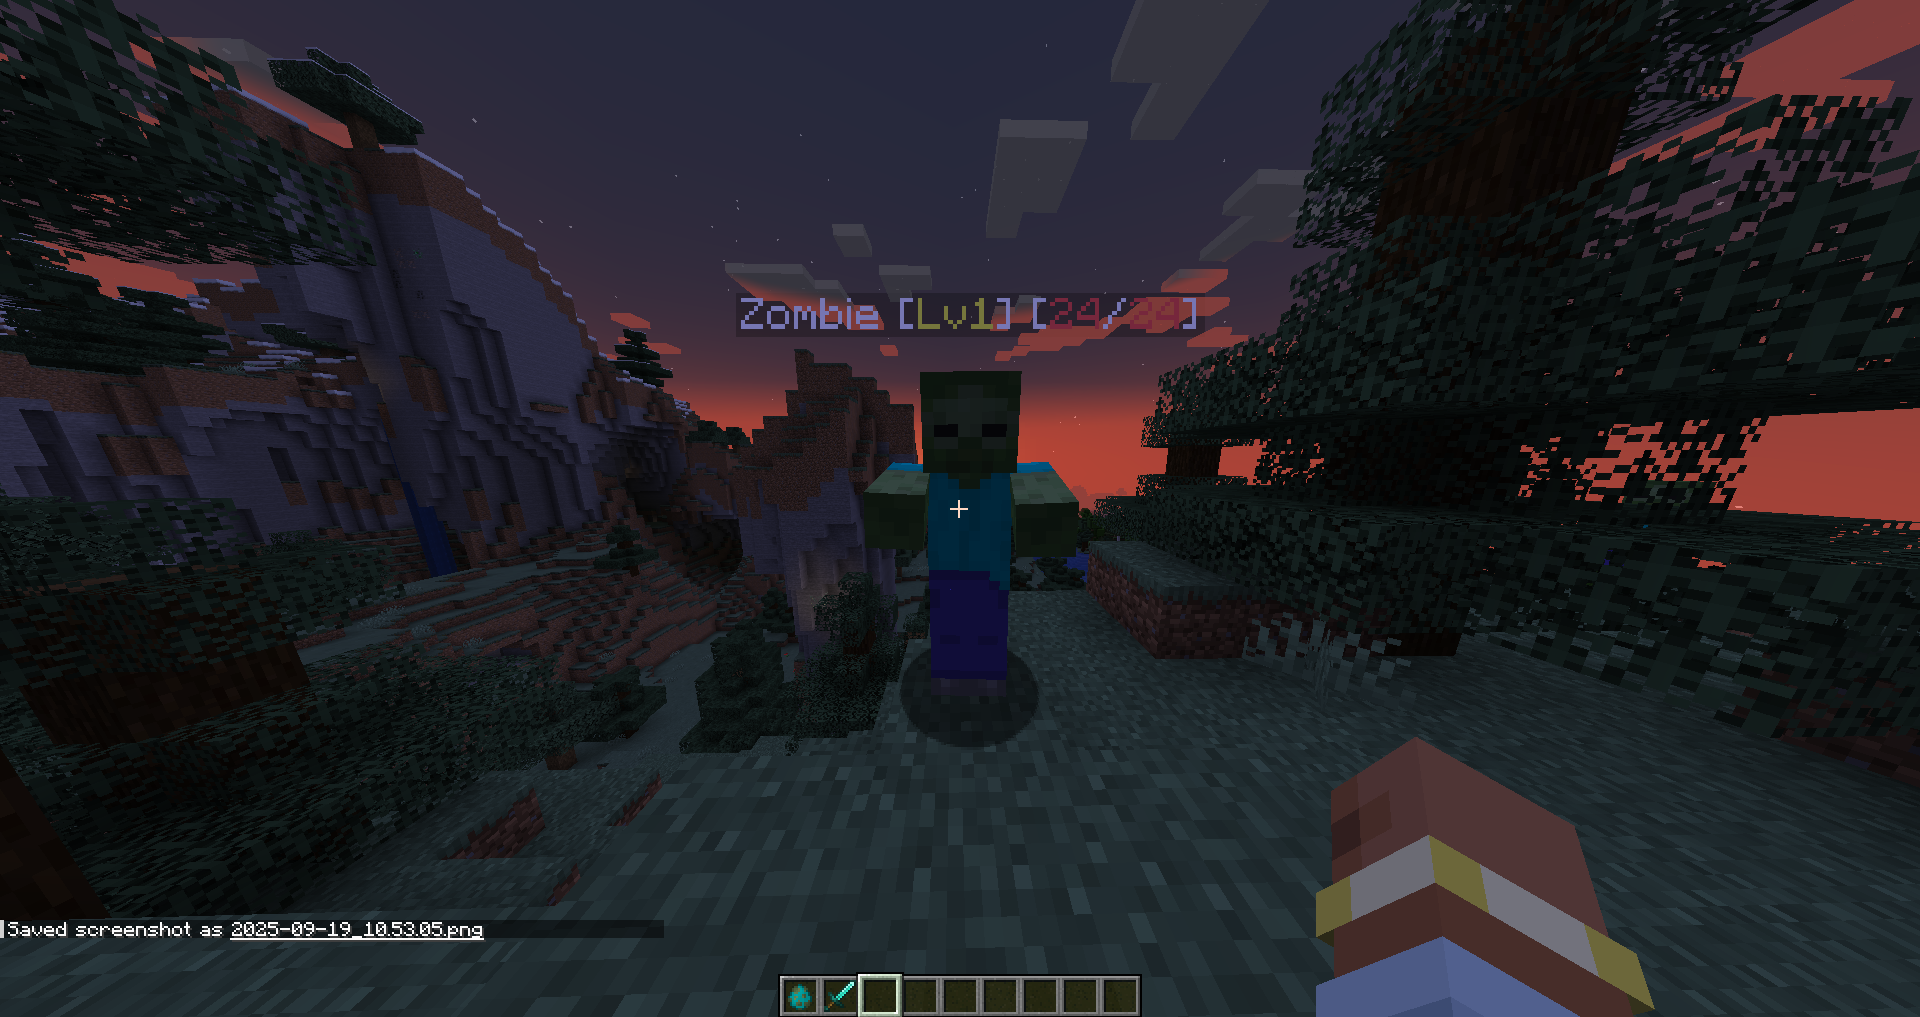 Zombie [Lv1] [24/24]
Saved screenshot as 2025-09-19_10.53.05.png